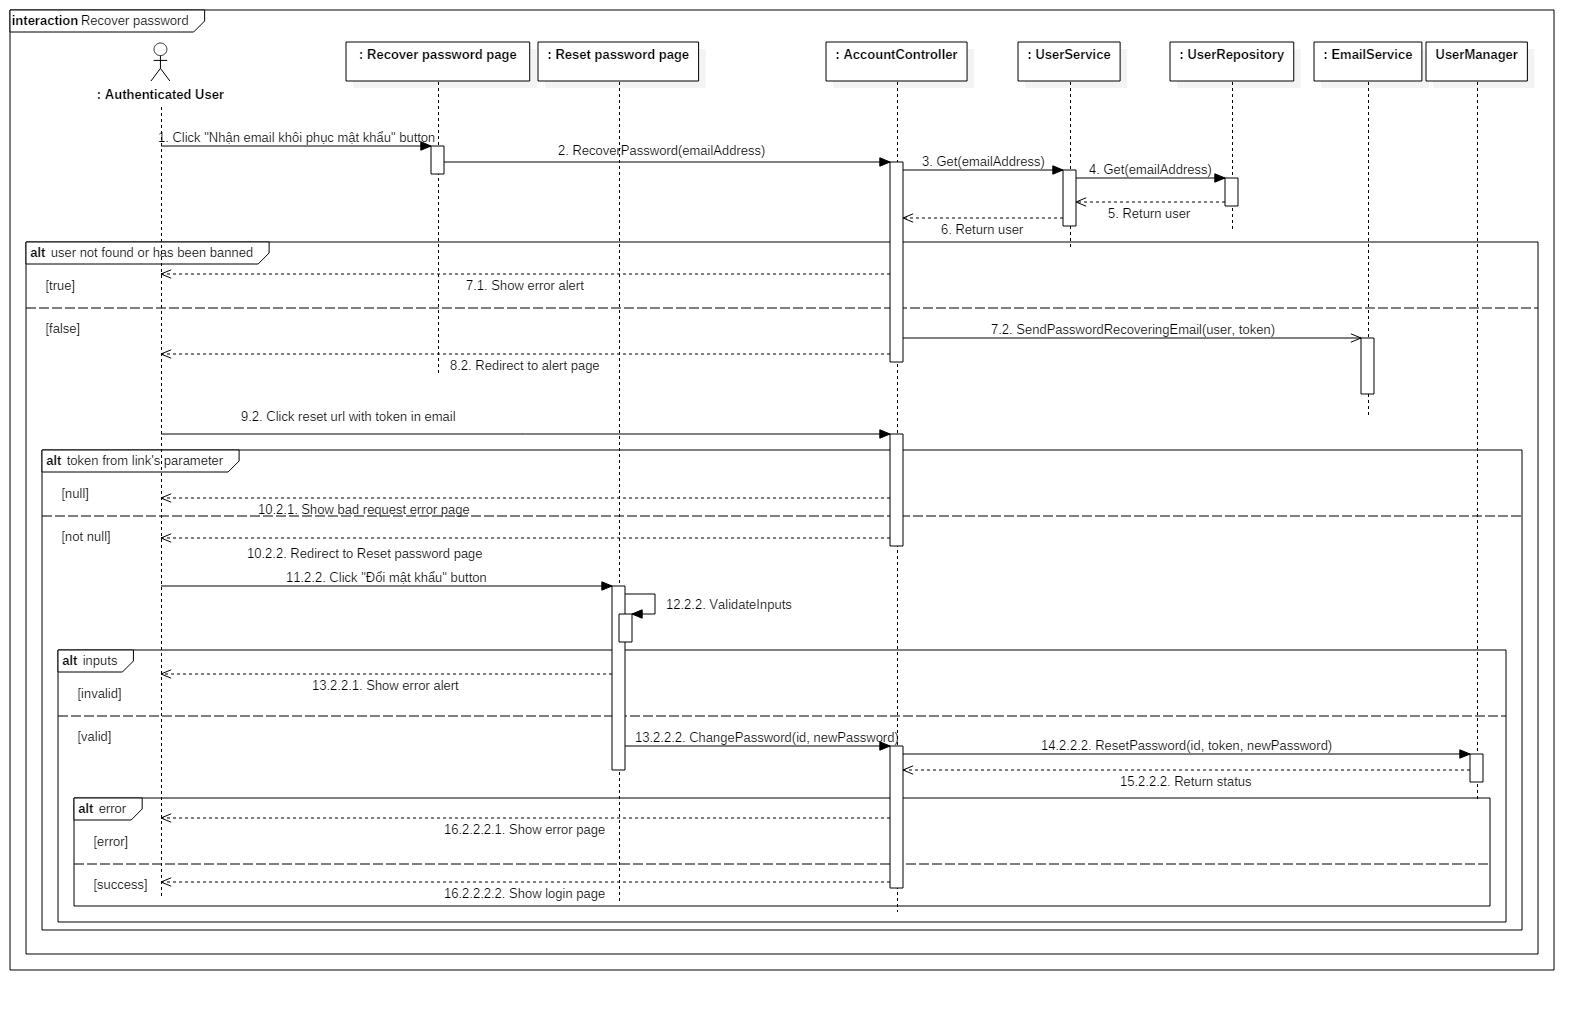 interaction Recover password
: Authenticated User
: Recover password page
: Reset password page
: AccountController
: UserService
: UserRepository
: EmailService
UserManager
1. Click "Nhận email khôi phục mật khẩu" button
2. RecoverPassword(emailAddress)
3. Get(emailAddress)
4. Get(emailAddress)
5. Return user
6. Return user
alt user not found or has been banned
7.1. Show error alert
[true]
[false]
7.2. SendPasswordRecoveringEmail(user, token)
8.2. Redirect to alert page
9.2. Click reset url with token in email
alt token from link's parameter
[null]
10.2.1. Show bad request error page
[not null]
10.2.2. Redirect to Reset password page
11.2.2. Click "Đổi mật khẩu" button
12.2.2. ValidateInputs
alt inputs
13.2.2.1. Show error alert
[invalid]
[valid]
13.2.2.2. ChangePassword(id, newPassword)
14.2.2.2. ResetPassword(id, token, newPassword)
15.2.2.2. Return status
alt error
16.2.2.2.1. Show error page
[error]
[success]
16.2.2.2.2. Show login page